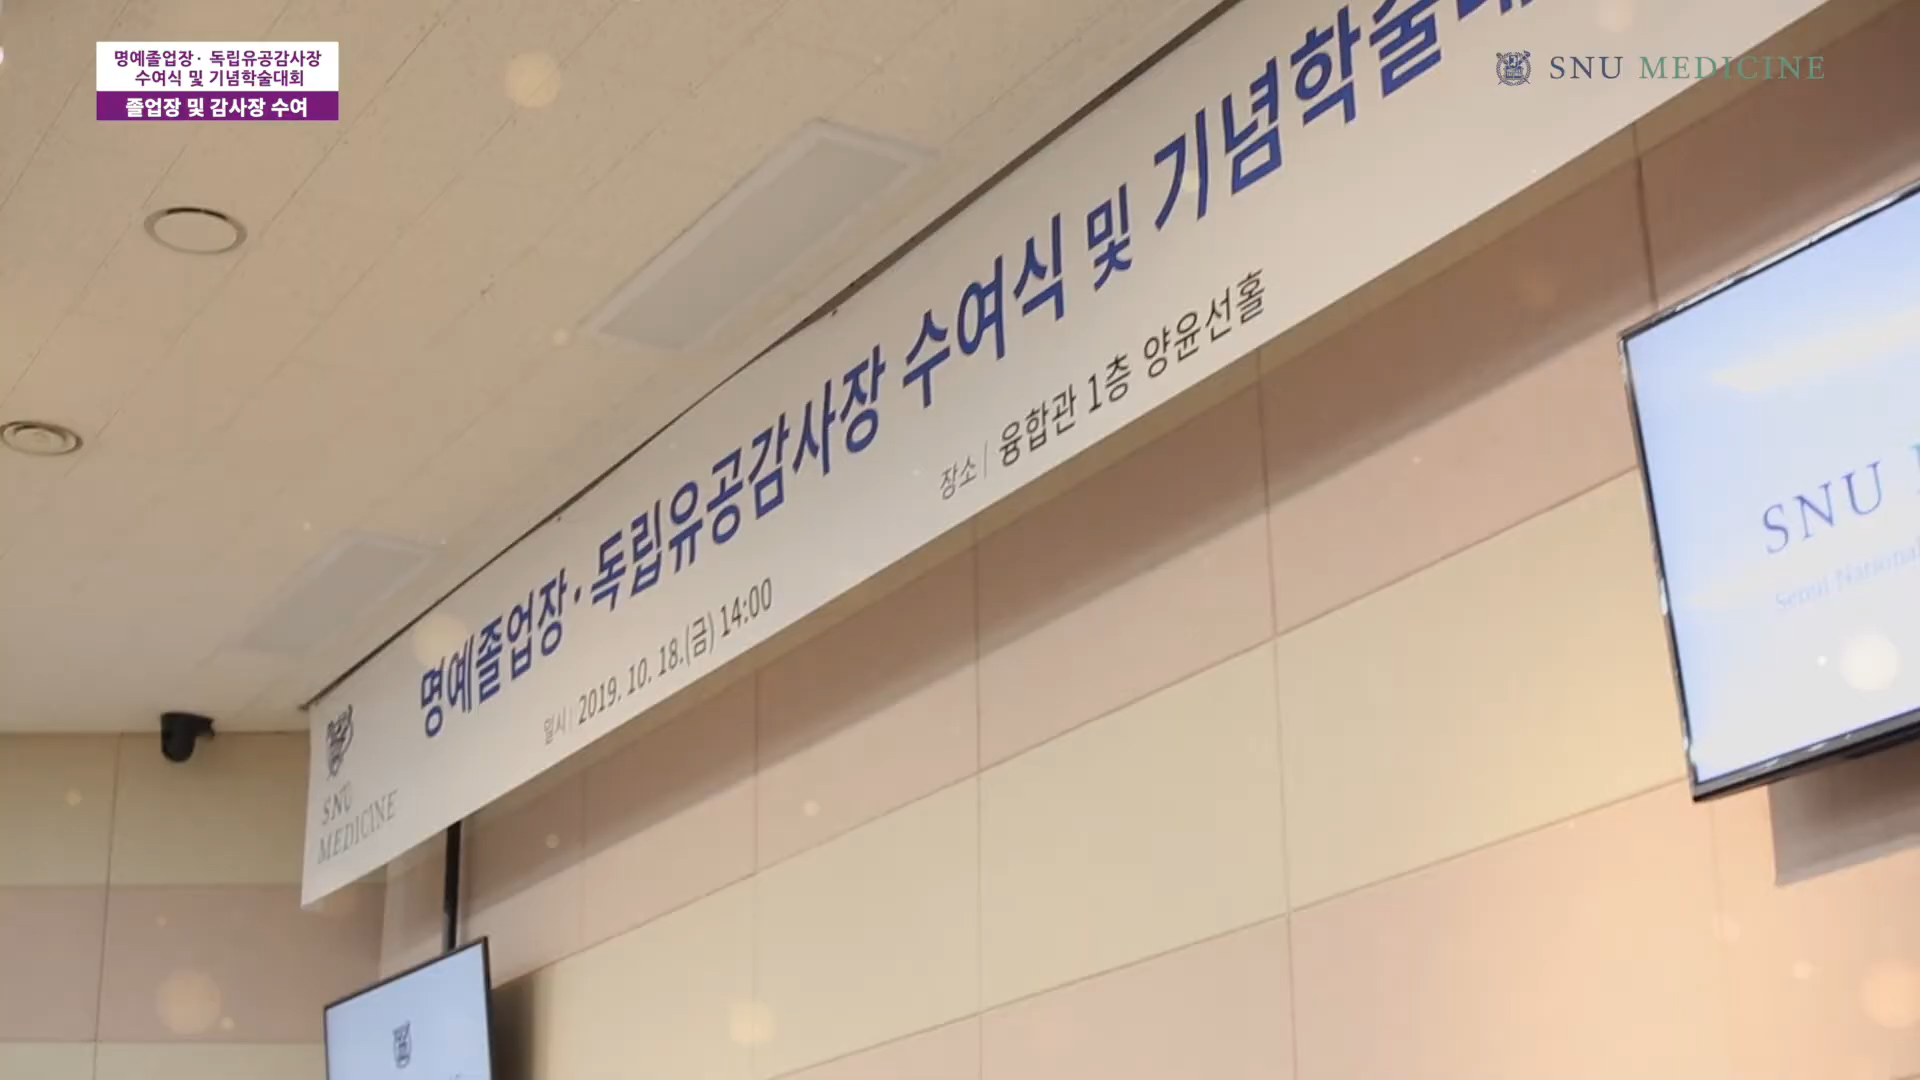 명예졸업장· 독립유공감사장
수여식 및 기념학술대회
졸업장 및 감사장 수여
SNU MEDICINE
명예졸업장·독립유공감사장 수여식 및 기념학술대
일시 | 2019. 10. 18.(금) 14:00
장소 | 융합관 1층 양윤선홀
SNU
MEDICINE
SNU
Seoul National